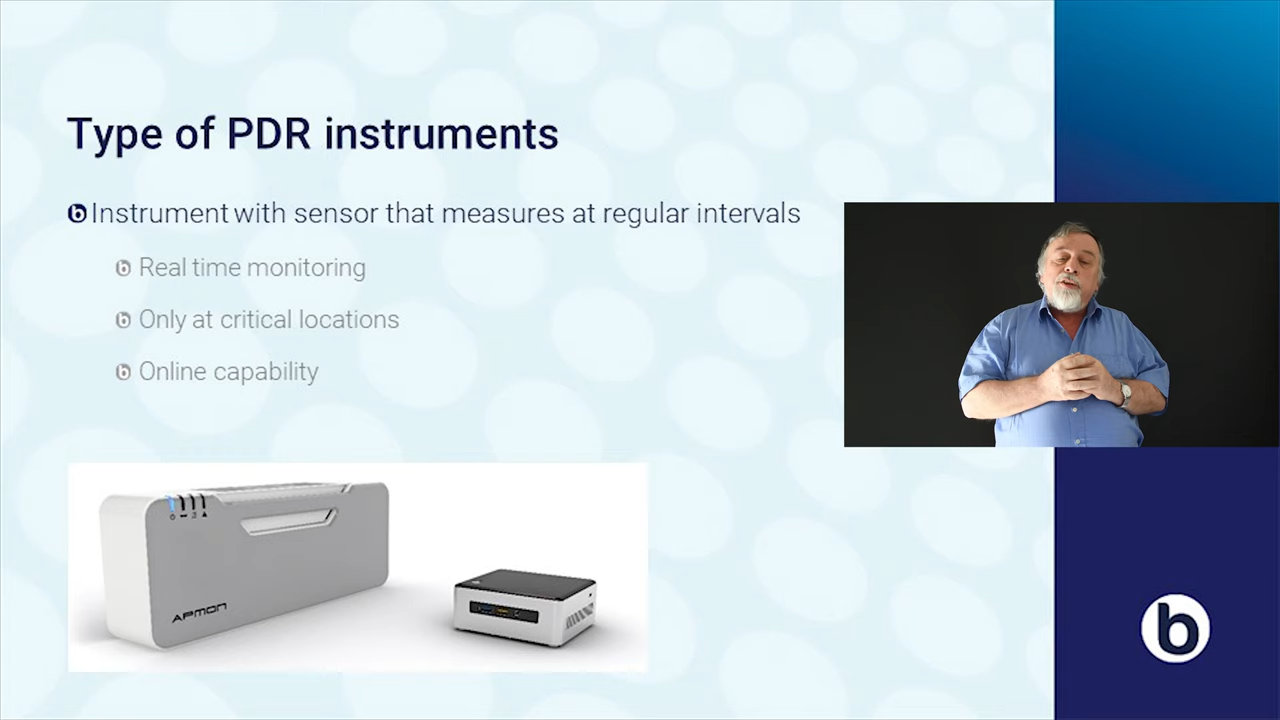 Type of PDR instruments
Instrument with sensor that measures at regular intervals
Real time monitoring
Only at critical locations
Online capability
APMON
b